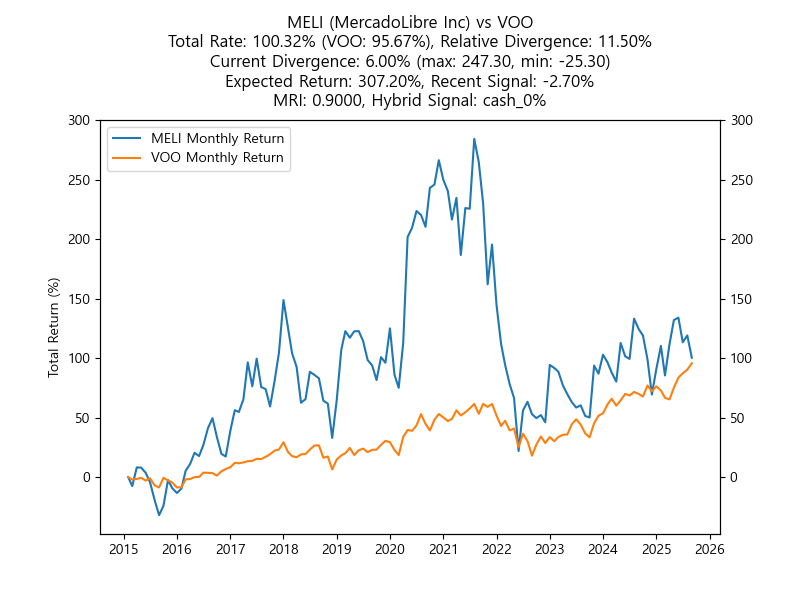 MELI (MercadoLibre Inc) vs VOO
Total Rate: 100.32% (VOO: 95.67%), Relative Divergence: 11.50%
Current Divergence: 6.00% (max: 247.30, min: -25.30)
Expected Return: 307.20%, Recent Signal: -2.70%
MRI: 0.9000, Hybrid Signal: cash_0%
300 300
MELI Monthly Return
VOO Monthly Return
250 250
200 200
Total Return (%)
150 150
100 100
50 50
0 0
2015 2016 2017 2018 2019 2020 2021 2022 2023 2024 2025 2026